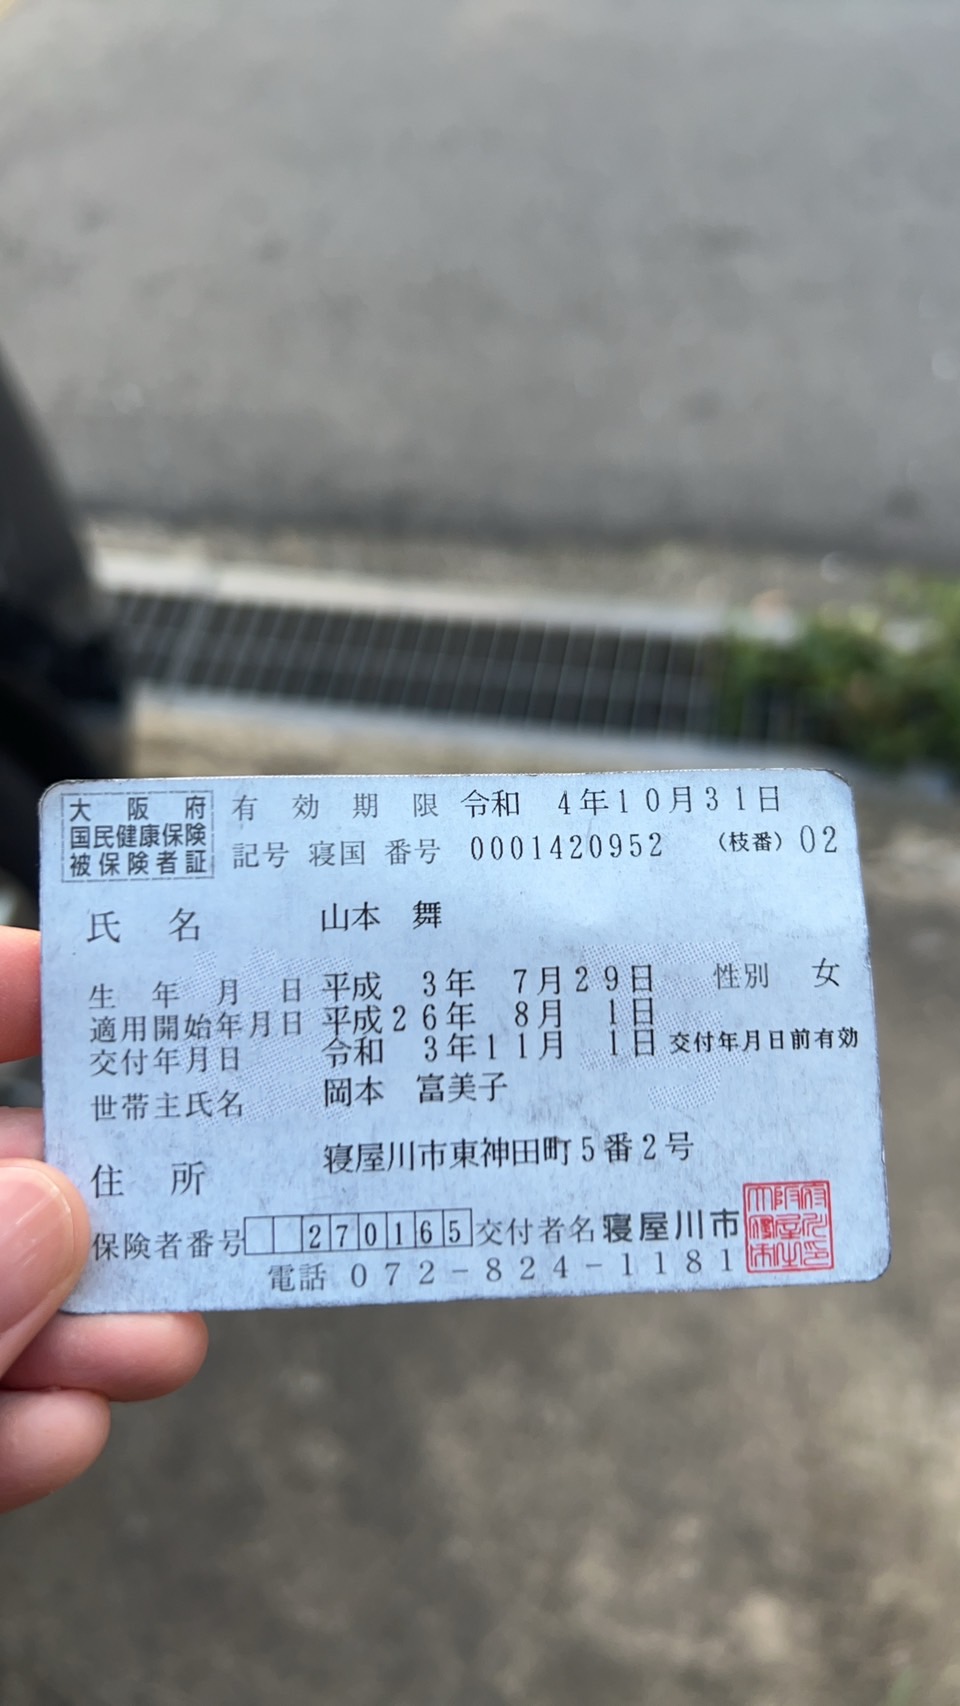 大阪府
国民健康保険
被保険者証
有効期限 令和 4年10月31日
記号 寝国 番号 0001420952 (枝番) 02
氏名 山本 舞
生年月日 平成 3年 7月29日 性別 女
適用開始年月日 平成26年 8月 1日
交付年月日 令和 3年11月 1日 交付年月日前有効
世帯主氏名 岡本 富美子
住所 寝屋川市東神田町5番2号
保険者番号 270165 交付者名 寝屋川市
電話 072-824-1181